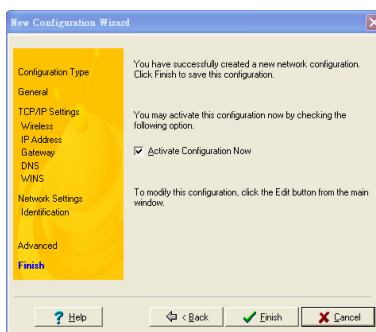 New Configuration Wizard
Configuration Type
General
TCP/IP Settings
Wireless
IP Address
Gateway
DNS
WINS
Network Settings
Identification
Advanced
Finish
You have successfully created a new network configuration.
Click Finish to save this configuration.
You may activate this configuration now by checking the
following option.
Activate Configuration Now
To modify this configuration, click the Edit button from the main
window.
? Help
< Back
Finish
Cancel